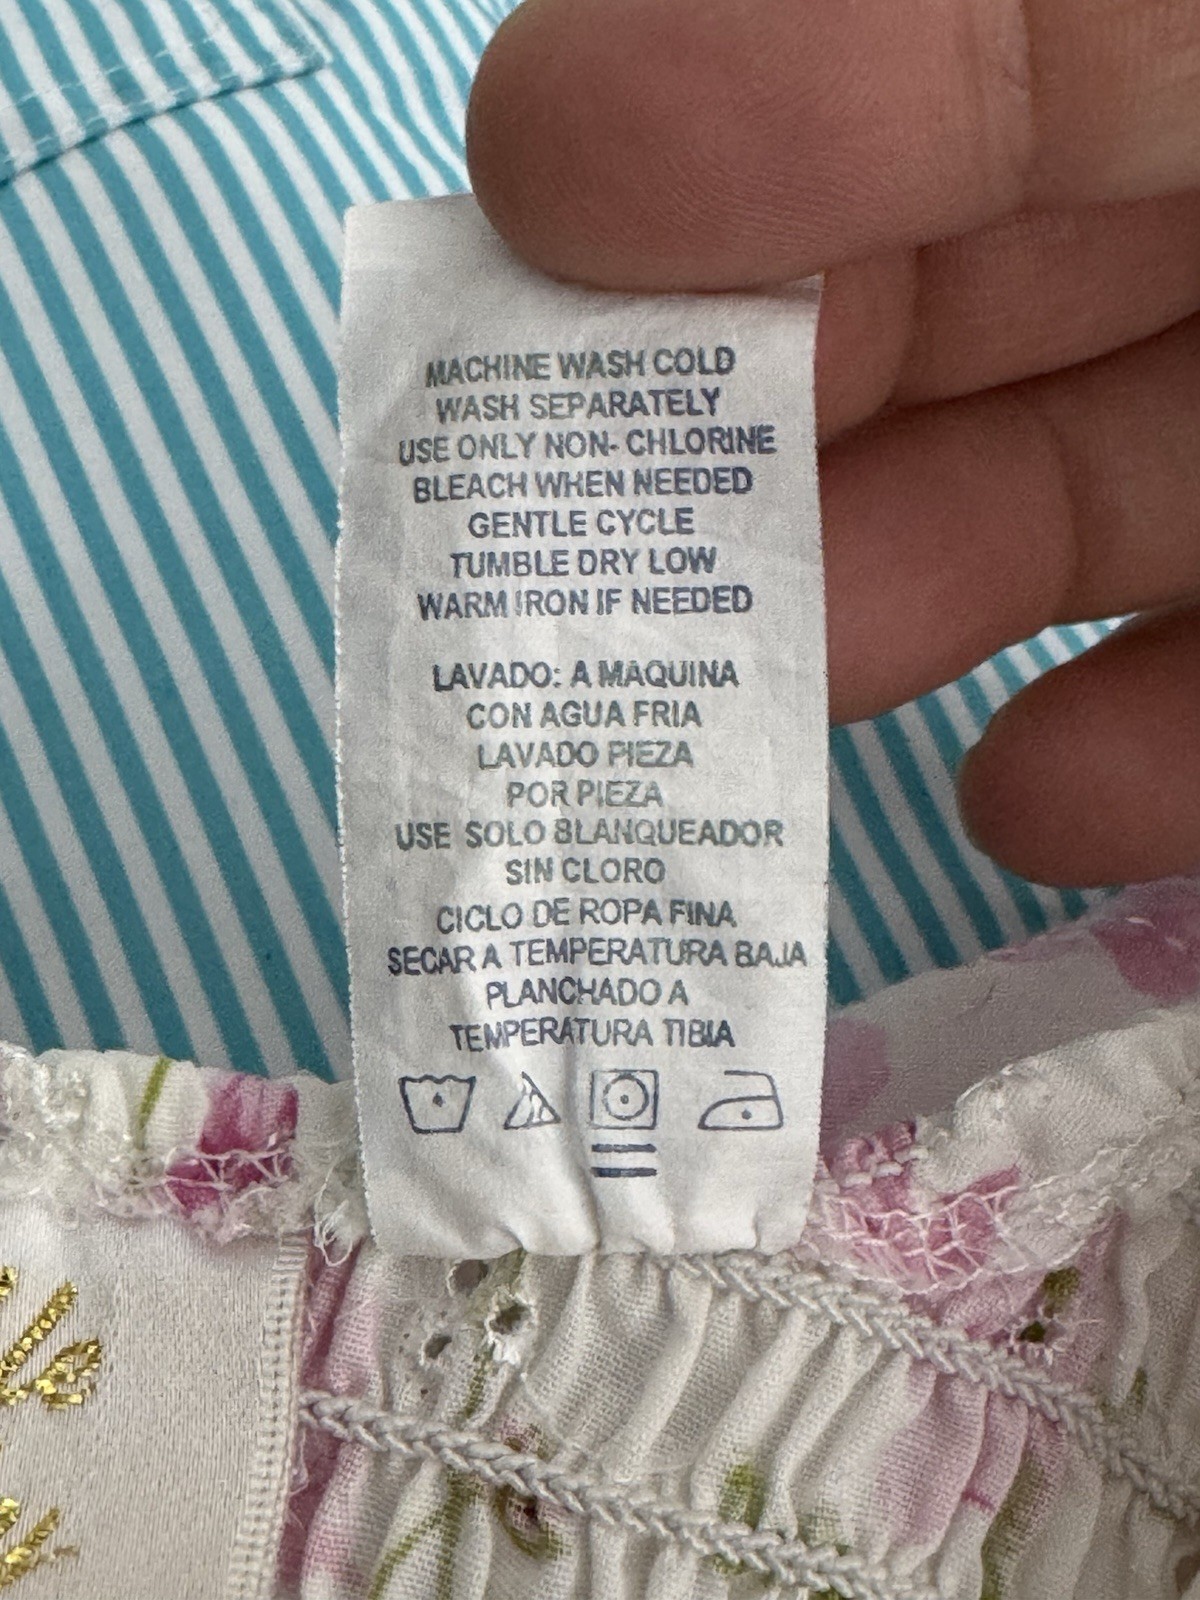 MACHINE WASH COLD
WASH SEPARATELY
USE ONLY NON- CHLORINE
BLEACH WHEN NEEDED
GENTLE CYCLE
TUMBLE DRY LOW
WARM IRON IF NEEDED
LAVADO: A MAQUINA
CON AGUA FRIA
LAVADO PIEZA
POR PIEZA
USE SOLO BLANQUEADOR
SIN CLORO
CICLO DE ROPA FINA
SECAR A TEMPERATURA BAJA
PLANCHADO A
TEMPERATURA TIBIA